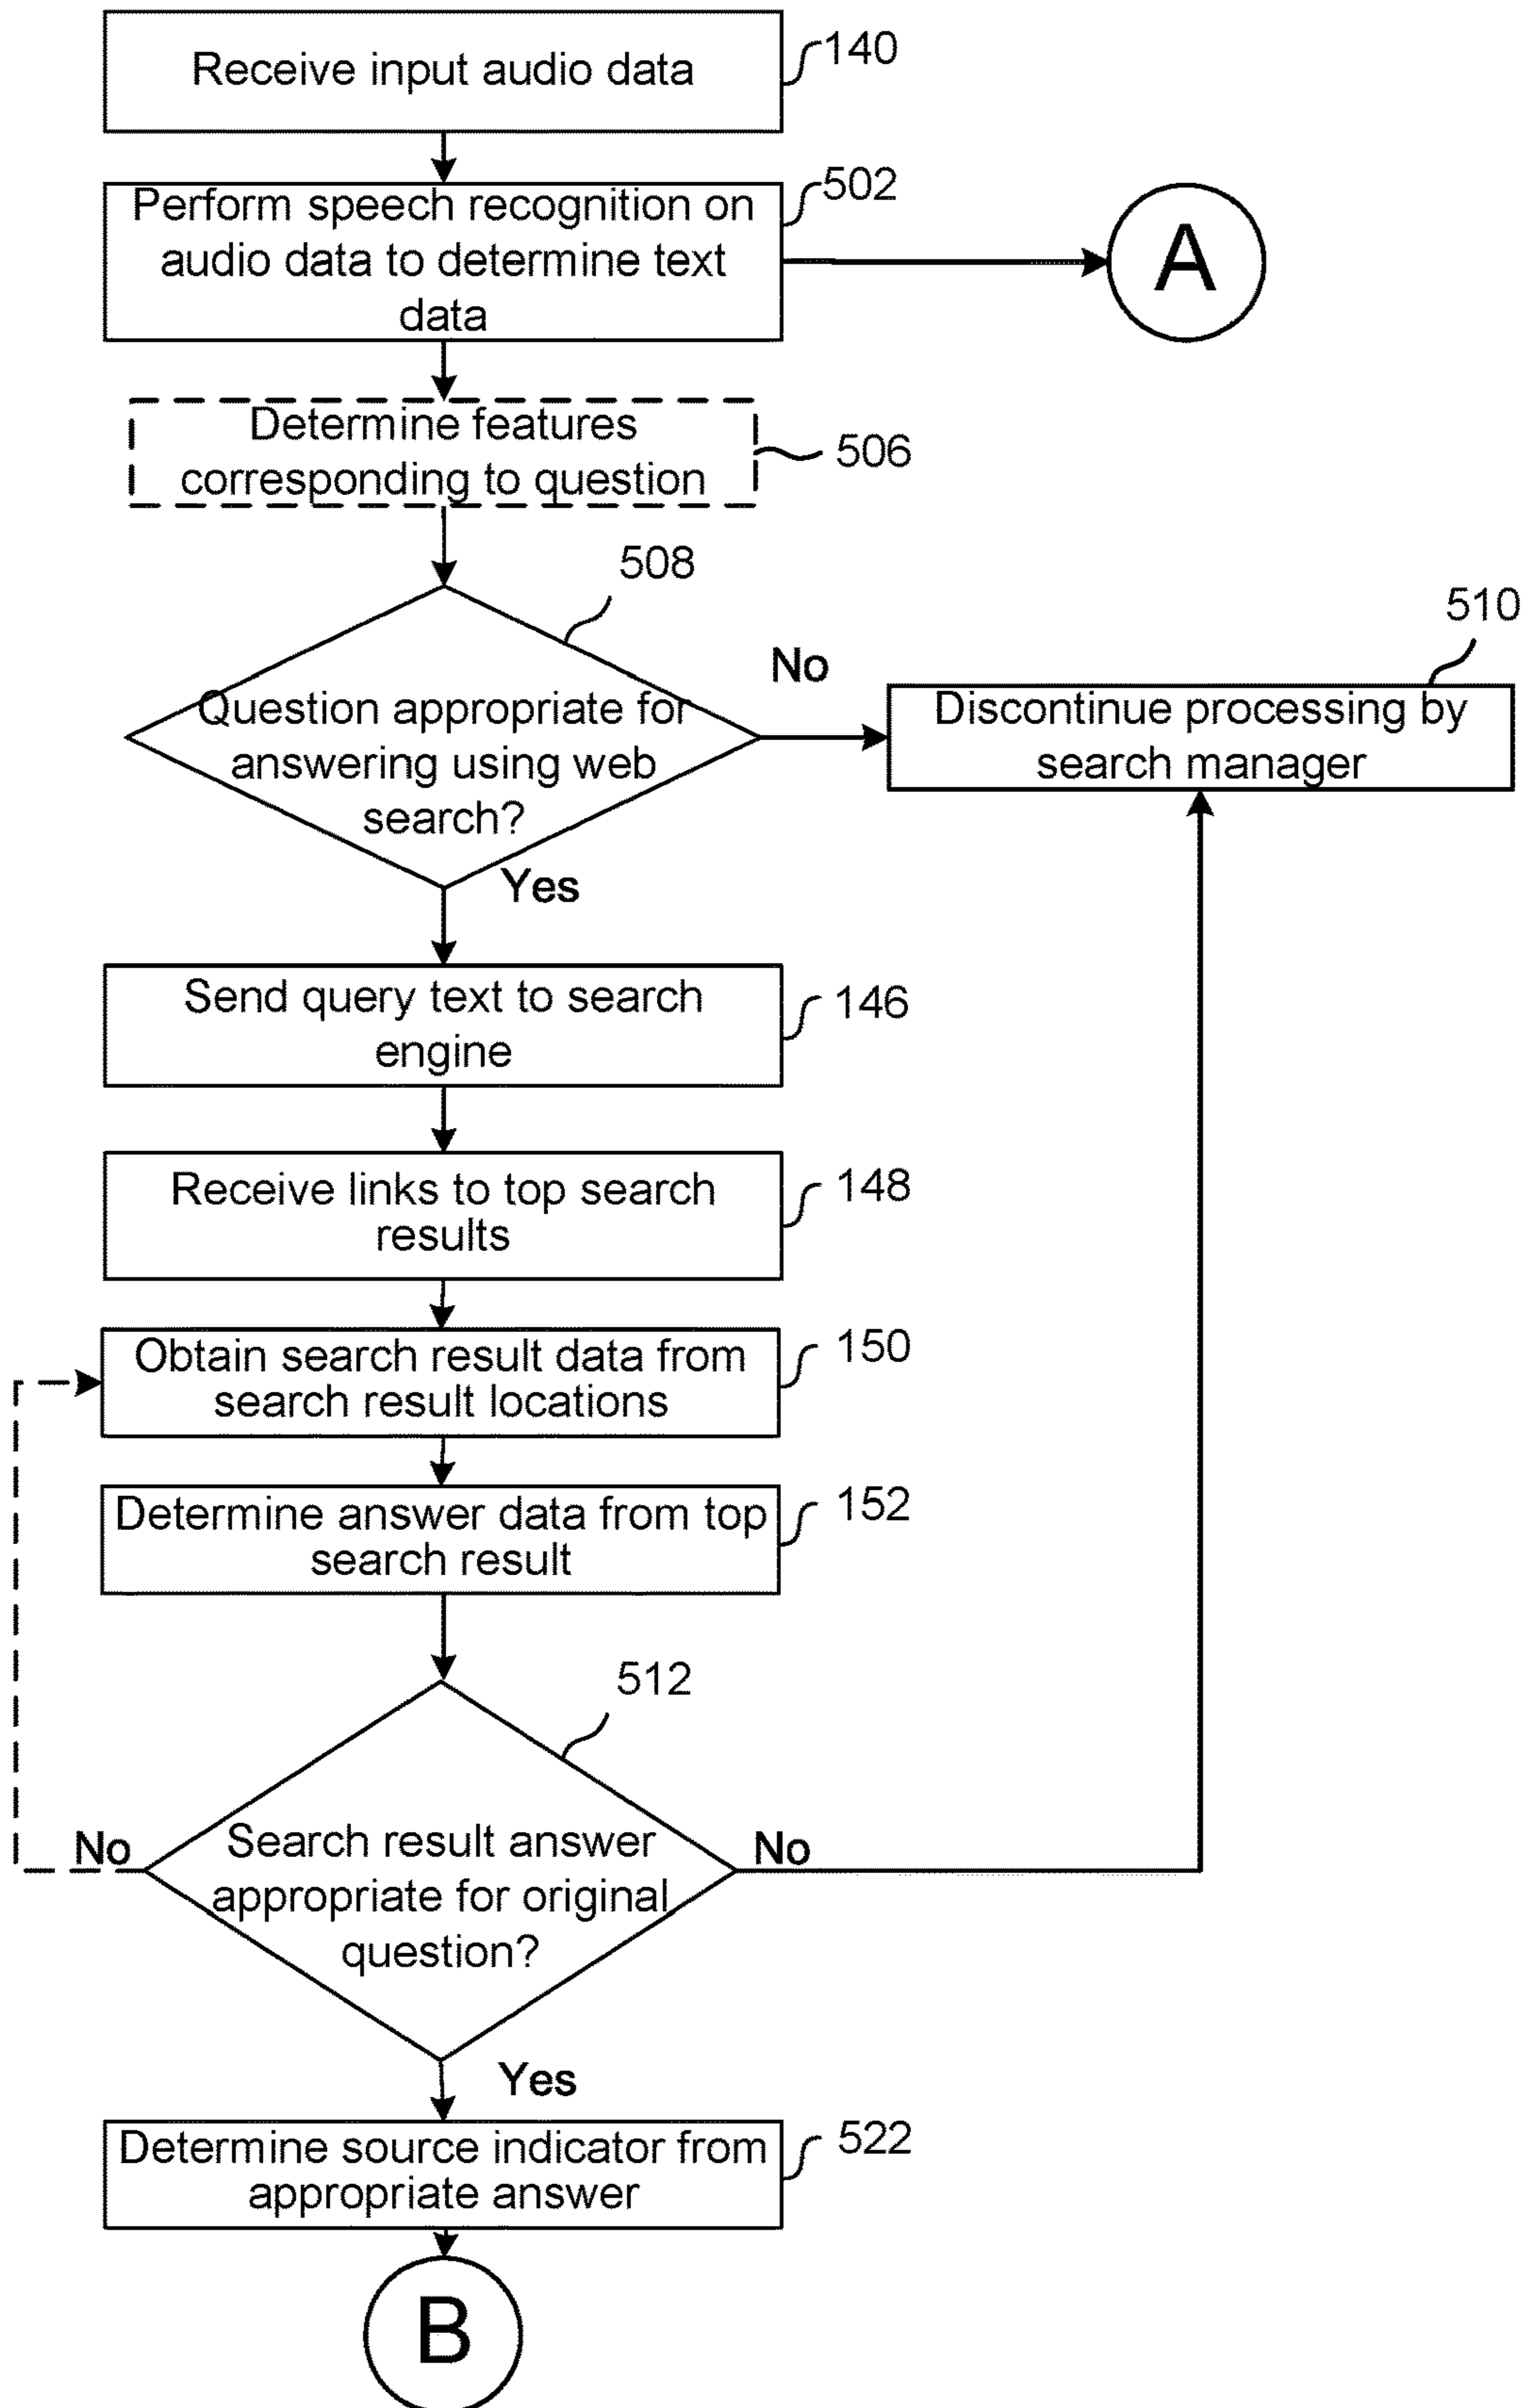 Receive input audio data
140
Perform speech recognition on
audio data to determine text
data
502
A
Determine features
corresponding to question
506
508
Question appropriate for
answering using web
search?
No
Yes
510
Discontinue processing by
search manager
Send query text to search
engine
146
Receive links to top search
results
148
Obtain search result data from
search result locations
150
Determine answer data from top
search result
152
512
Search result answer
appropriate for original
question?
No
No
Yes
Determine source indicator from
appropriate answer
522
B